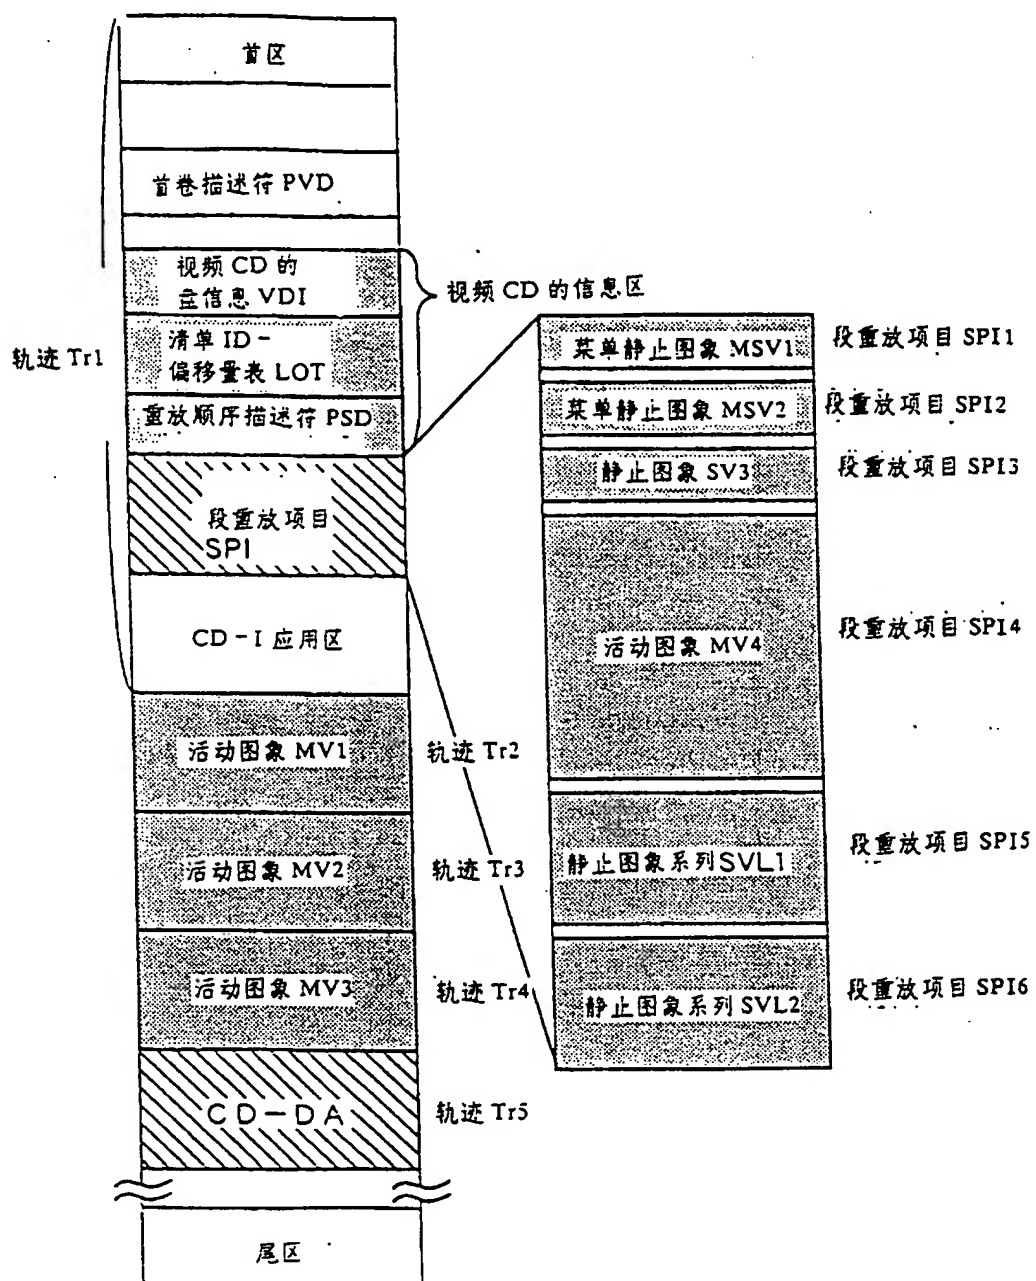 首区
首卷描述符 PVD
视频 CD 的
盘信息 VDI
视频 CD 的信息区
轨迹 Tr1
清单 ID-
偏移量表 LOT
重放顺序描述符 PSD
段重放项目
SPI
CD-I 应用区
活动图象 MV1
轨迹 Tr2
活动图象 MV2
轨迹 Tr3
活动图象 MV3
轨迹 Tr4
CD-DA
轨迹 Tr5
尾区
菜单静止图象 MSV1
段重放项目 SPI1
菜单静止图象 MSV2
段重放项目 SPI2
静止图象 SV3
段重放项目 SPI3
活动图象 MV4
段重放项目 SPI4
静止图象系列 SVL1
段重放项目 SPI5
静止图象系列 SVL2
段重放项目 SPI6